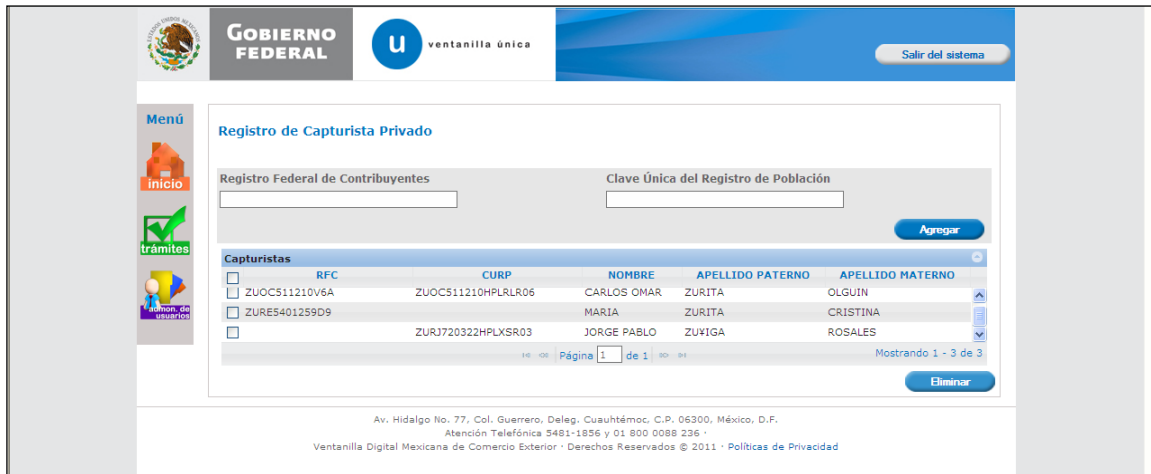 GOBIERNO
FEDERAL
u ventanilla única
Salir del sistema
Menú
Registro de Capturista Privado
inicio
Registro Federal de Contribuyentes Clave Única del Registro de Población
Agregar
trámites
Capturistas
RFC CURP NOMBRE APELLIDO PATERNO APELLIDO MATERNO
ZUOC511210V6A ZUOC511210HPLRLR06 CARLOS OMAR ZURITA OLGUIN
admon. de
usuarios
ZURE5401259D9 MARIA ZURITA CRISTINA
ZURJ720322HPLXSR03 JORGE PABLO ZU¥IGA ROSALES
Página 1 de 1 Mostrando 1 - 3 de 3
Eliminar
Av. Hidalgo No. 77, Col. Guerrero, Deleg. Cuauhtémoc, C.P. 06300, México, D.F.
Atención Telefónica 5481-1856 y 01 800 0088 236 ·
Ventanilla Digital Mexicana de Comercio Exterior · Derechos Reservados © 2011 · Políticas de Privacidad